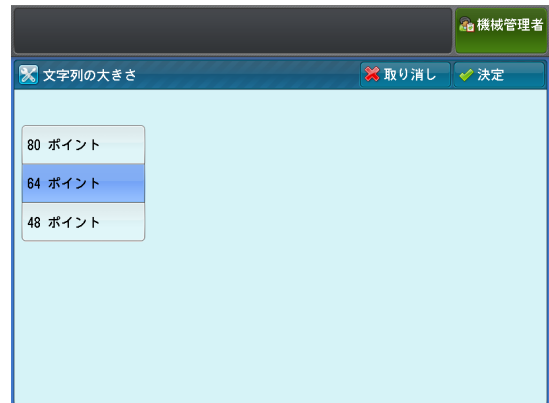 機械管理者
文字列の大きさ 取り消し 決定
80 ポイント
64 ポイント
48 ポイント